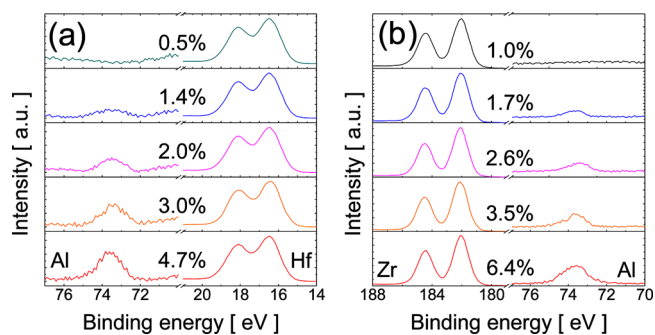 (a)
0.5%
1.4%
2.0%
3.0%
Al 4.7% Hf
76 74 72 20 18 16 14
Binding energy [ eV ]
Intensity [ a.u. ]
(b)
1.0%
1.7%
2.6%
3.5%
Zr 6.4% Al
188 184 180 76 74 72 70
Binding energy [ eV ]
Intensity [ a.u. ]